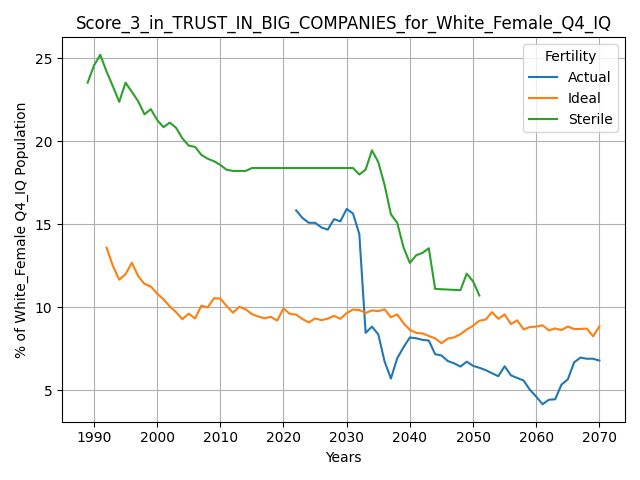 Score_3_in_TRUST_IN_BIG_COMPANIES_for_White_Female_Q4_IQ
% of White_Female Q4_IQ Population
25
20
15
10
5
Fertility
Actual
Ideal
Sterile
1990 2000 2010 2020 2030 2040 2050 2060 2070
Years